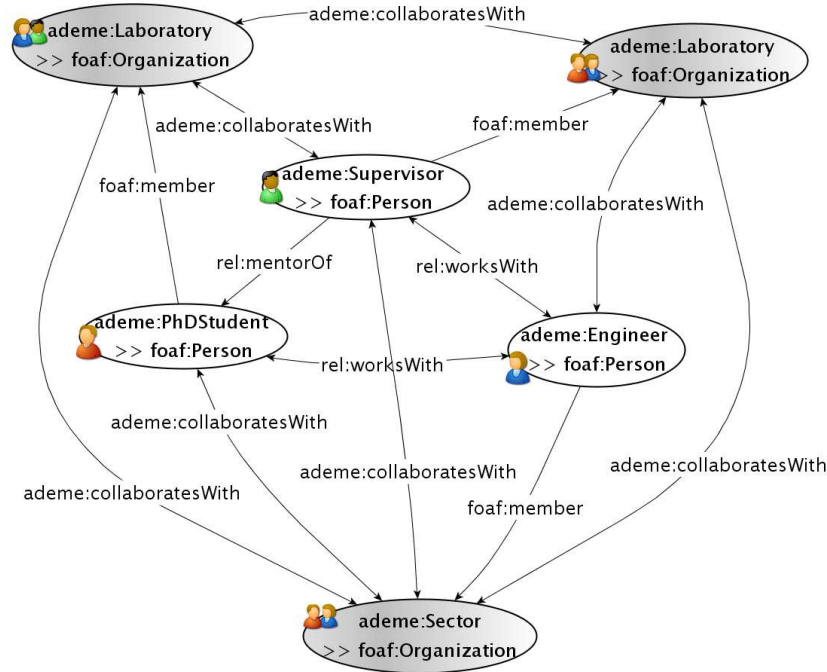 ademe:collaboratesWith
ademe:Laboratory
>> foaf:Organization
ademe:Laboratory
>> foaf:Organization
ademe:collaboratesWith
foaf:member
ademe:Supervisor
>> foaf:Person
foaf:member
ademe:collaboratesWith
rel:mentorOf
rel:worksWith
ademe:PhDStudent
>> foaf:Person
ademe:Engineer
>> foaf:Person
rel:worksWith
ademe:collaboratesWith
ademe:collaboratesWith
ademe:collaboratesWith
ademe:collaboratesWith
foaf:member
ademe:Sector
>> foaf:Organization